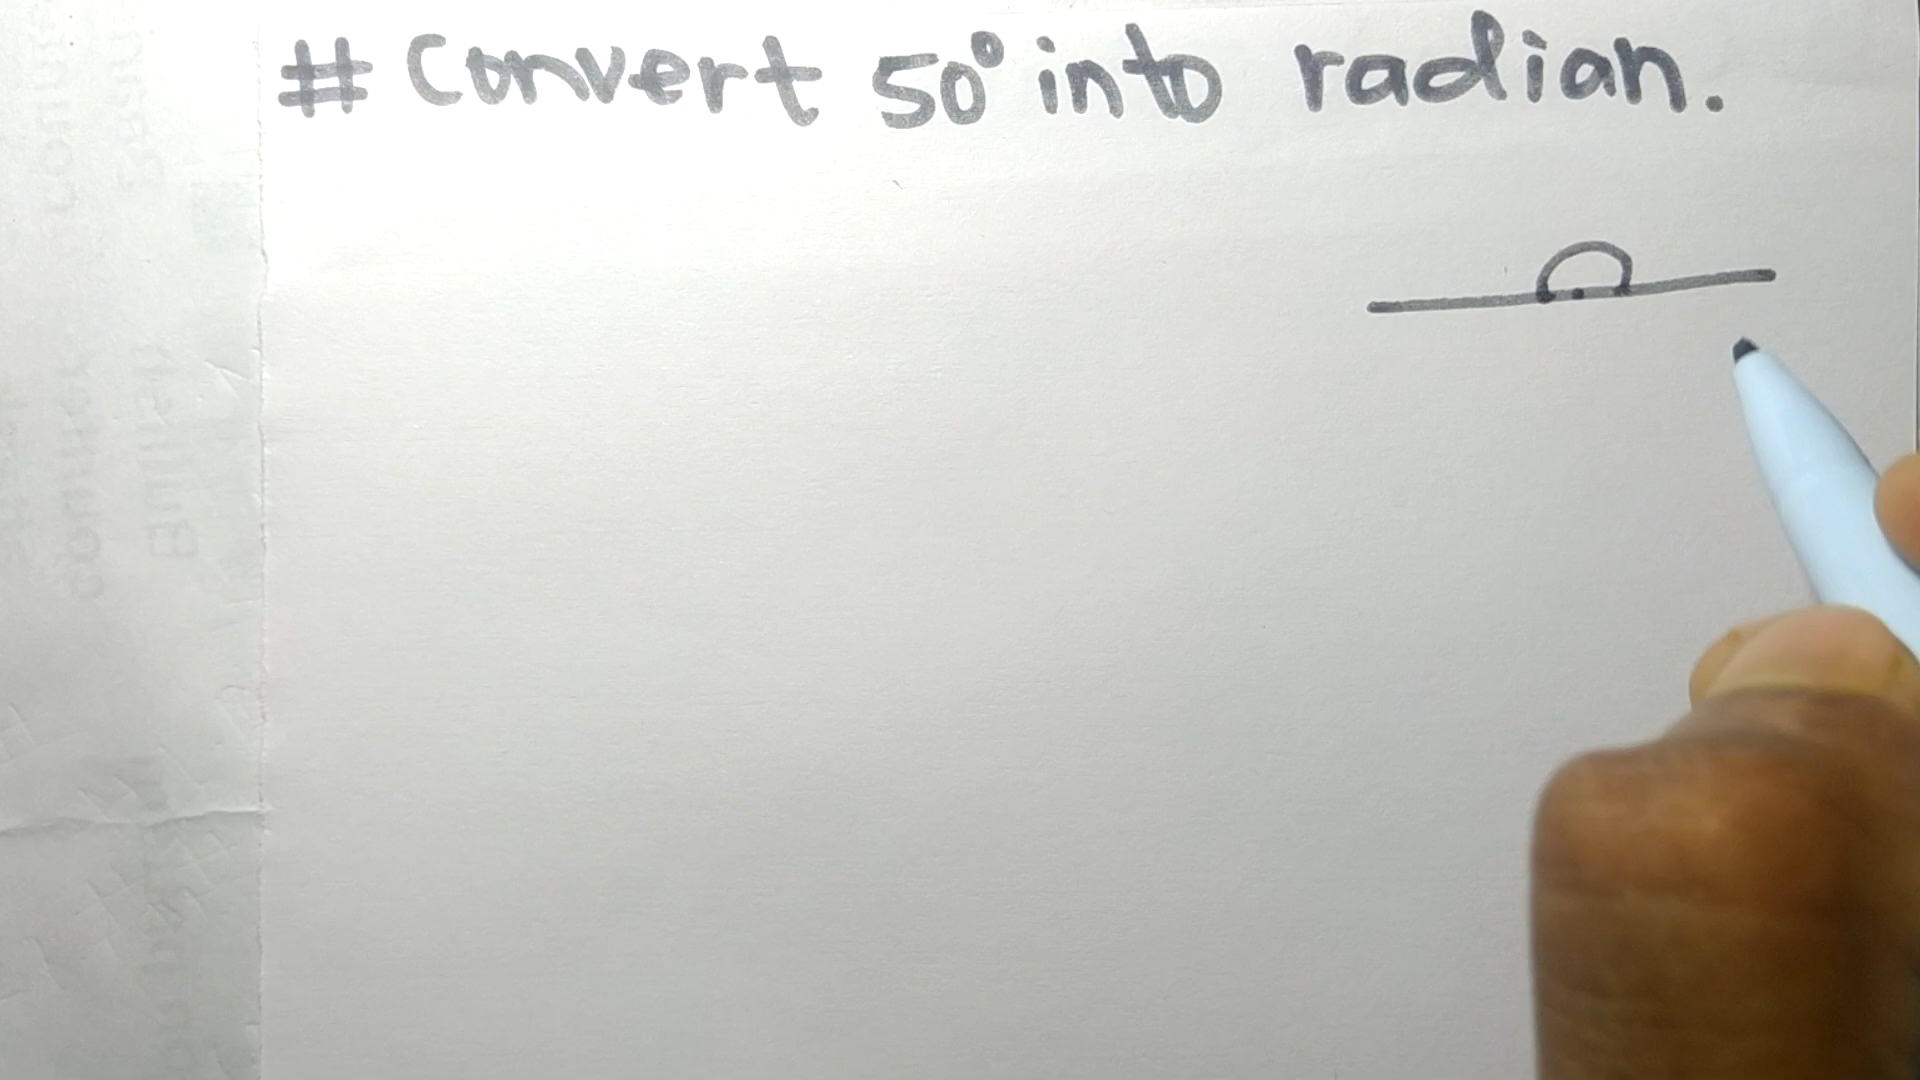 # Convert 50° into radian.